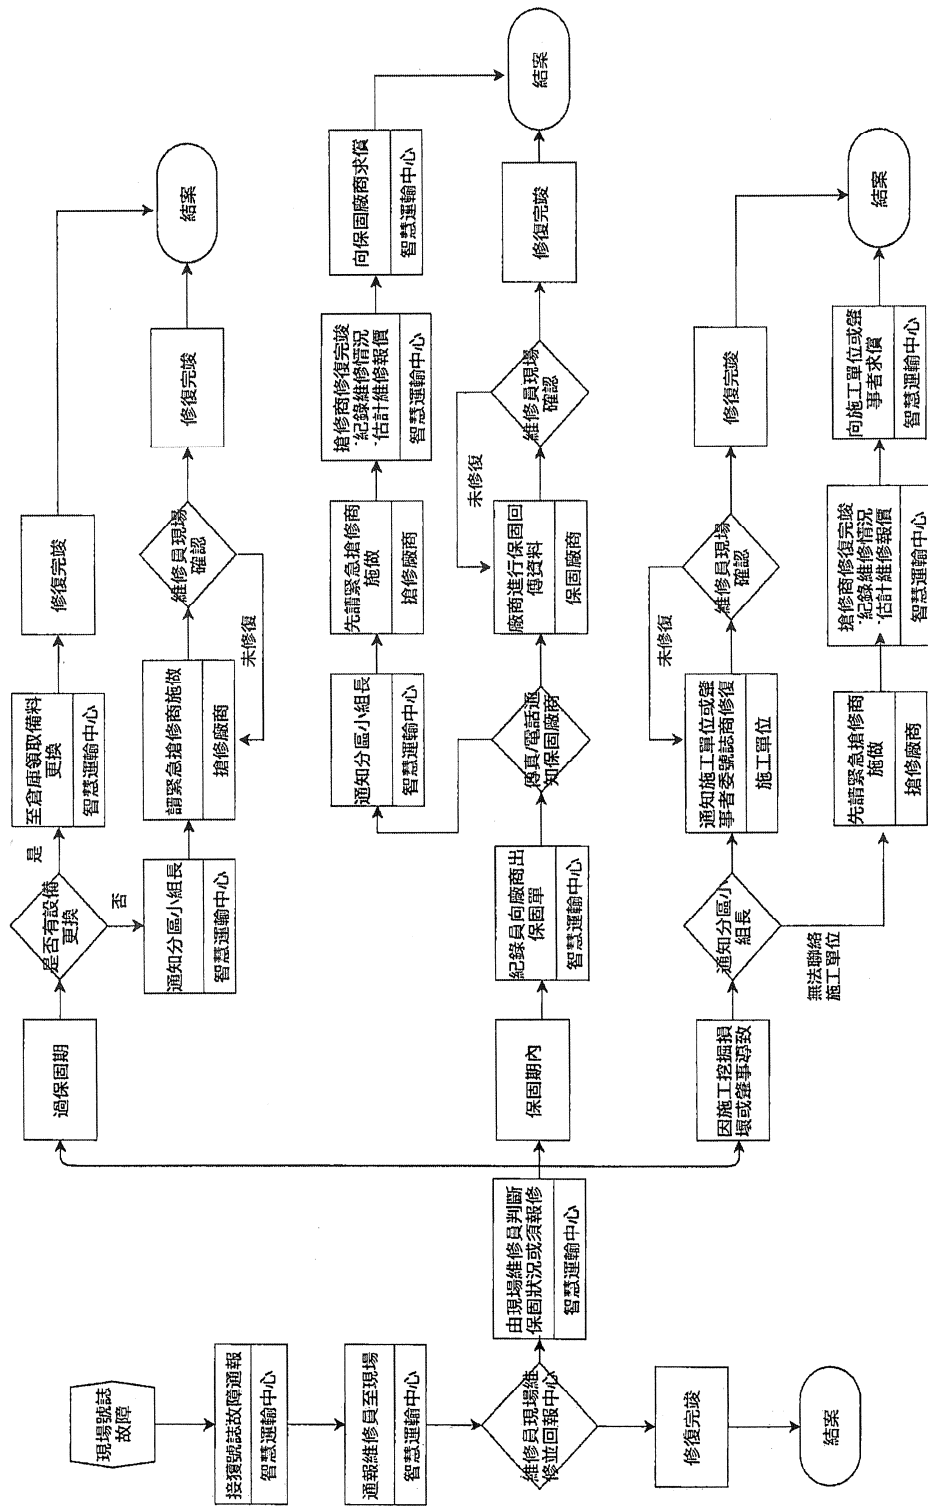 現場號誌
故障
接獲號誌故障通報
智慧運輸中心
通報維修員至現場
智慧運輸中心
維修員現場維
修並回報中心
修復完竣
結案
由現場維修員判斷
保固狀況或須報修
智慧運輸中心
過保固期
是否有設備
更換
是
至倉庫領取備料
更換
智慧運輸中心
修復完竣
結案
否
通知分區小組長
智慧運輸中心
請緊急搶修商施做
搶修廠商
維修員現場
確認
未修復
修復完竣
保固期內
紀錄員向廠商出
保固單
智慧運輸中心
傳真/電話通
知保固廠商
通知分區小組長
智慧運輸中心
先請緊急搶修商
施做
搶修廠商
搶修商修復完竣
·紀錄維修情況
·估計維修報價
智慧運輸中心
向保固廠商求償
智慧運輸中心
結案
廠商進行保固回
傳資料
保固廠商
維修員現場
確認
未修復
修復完竣
因施工挖掘損
壞或肇事導致
通知分區小
組長
通知施工單位或肇
事者委號誌商修復
施工單位
維修員現場
確認
未修復
修復完竣
結案
無法聯絡
施工單位
先請緊急搶修商
施做
搶修廠商
搶修商修復完竣
·紀錄維修情況
·估計維修報價
智慧運輸中心
向施工單位或肇
事者求償
智慧運輸中心